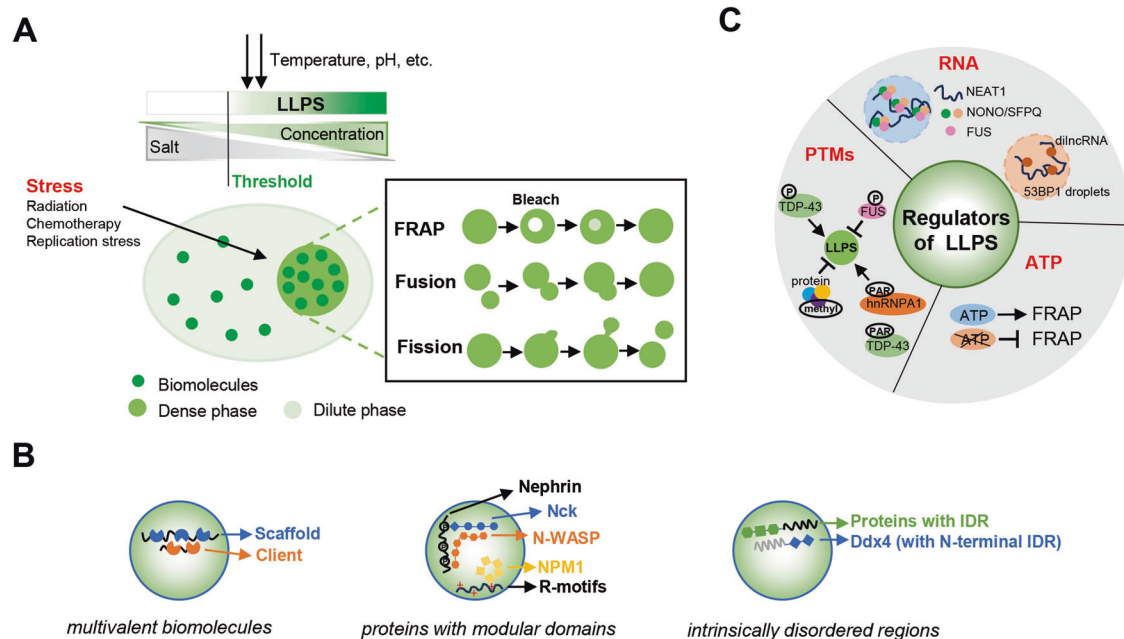 A
Temperature, pH, etc.
LLPS
Concentration
Salt
Threshold
Stress
Radiation
Chemotherapy
Replication stress
Bleach
FRAP
Fusion
Fission
Biomolecules
Dense phase
Dilute phase
C
RNA
NEAT1
NONO/SFPQ
FUS
dilncRNA
53BP1 droplets
PTMs
P
TDP-43
P
FUS
LLPS
protein
methyl
PAR
hnRNPA1
PAR
TDP-43
Regulators
of LLPS
ATP
ATP
FRAP
ATP
FRAP
B
Scaffold
Client
multivalent biomolecules
Nephrin
Nck
N-WASP
NPM1
R-motifs
P
P
P
+ + +
proteins with modular domains
Proteins with IDR
Ddx4 (with N-terminal IDR)
intrinsically disordered regions